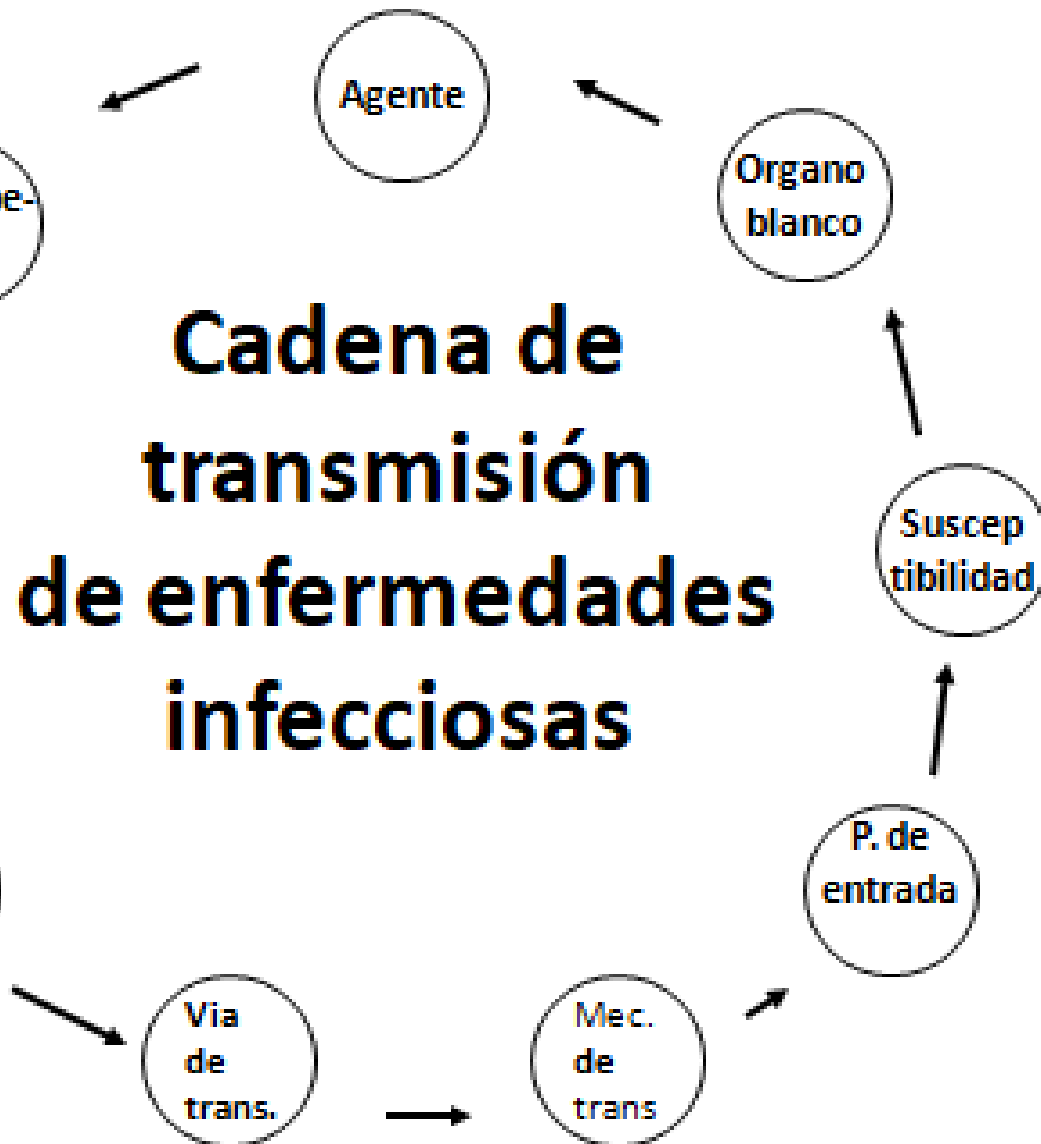 Agente
Organo
blanco
Cadena de
transmisión
de enfermedades
infecciosas
Suscep
tibilidad
P. de
entrada
Via
de
trans.
Mec.
de
trans